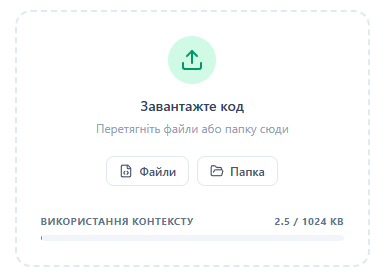 Завантажте код
Перетягніть файли або папку сюди
Файли Папка
ВИКОРИСТАННЯ КОНТЕКСТУ 2.5 / 1024 KB